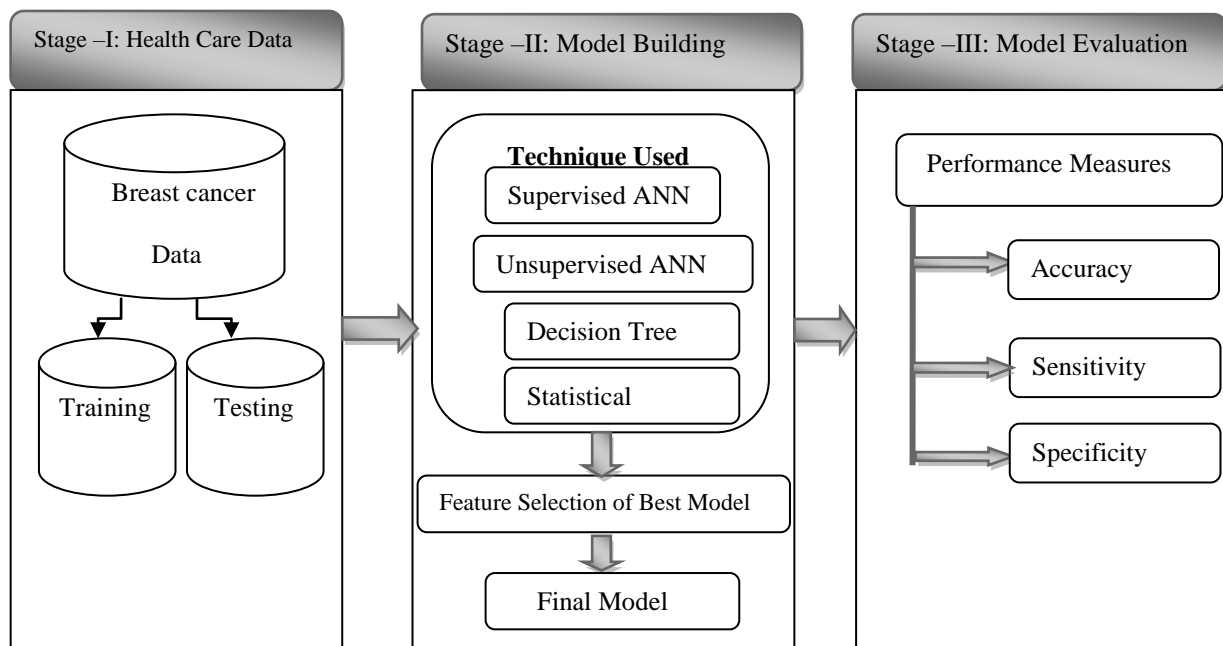 Stage –I: Health Care Data
Breast cancer
Data
Training
Testing
Stage –II: Model Building
Technique Used
Supervised ANN
Unsupervised ANN
Decision Tree
Statistical
Feature Selection of Best Model
Final Model
Stage –III: Model Evaluation
Performance Measures
Accuracy
Sensitivity
Specificity